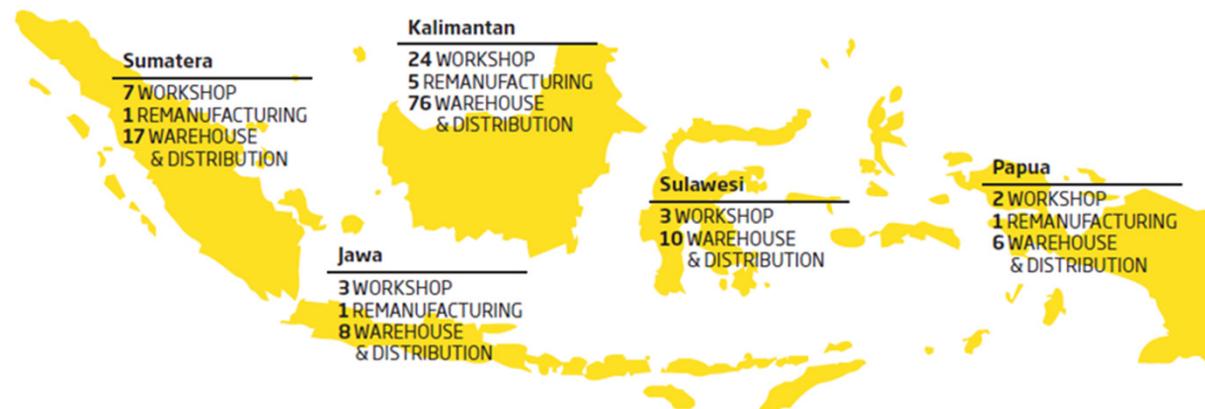 Sumatera
7 WORKSHOP
1 REMANUFACTURING
17 WAREHOUSE
& DISTRIBUTION
Kalimantan
24 WORKSHOP
5 REMANUFACTURING
76 WAREHOUSE
& DISTRIBUTION
Jawa
3 WORKSHOP
1 REMANUFACTURING
8 WAREHOUSE
& DISTRIBUTION
Sulawesi
3 WORKSHOP
10 WAREHOUSE
& DISTRIBUTION
Papua
2 WORKSHOP
1 REMANUFACTURING
6 WAREHOUSE
& DISTRIBUTION